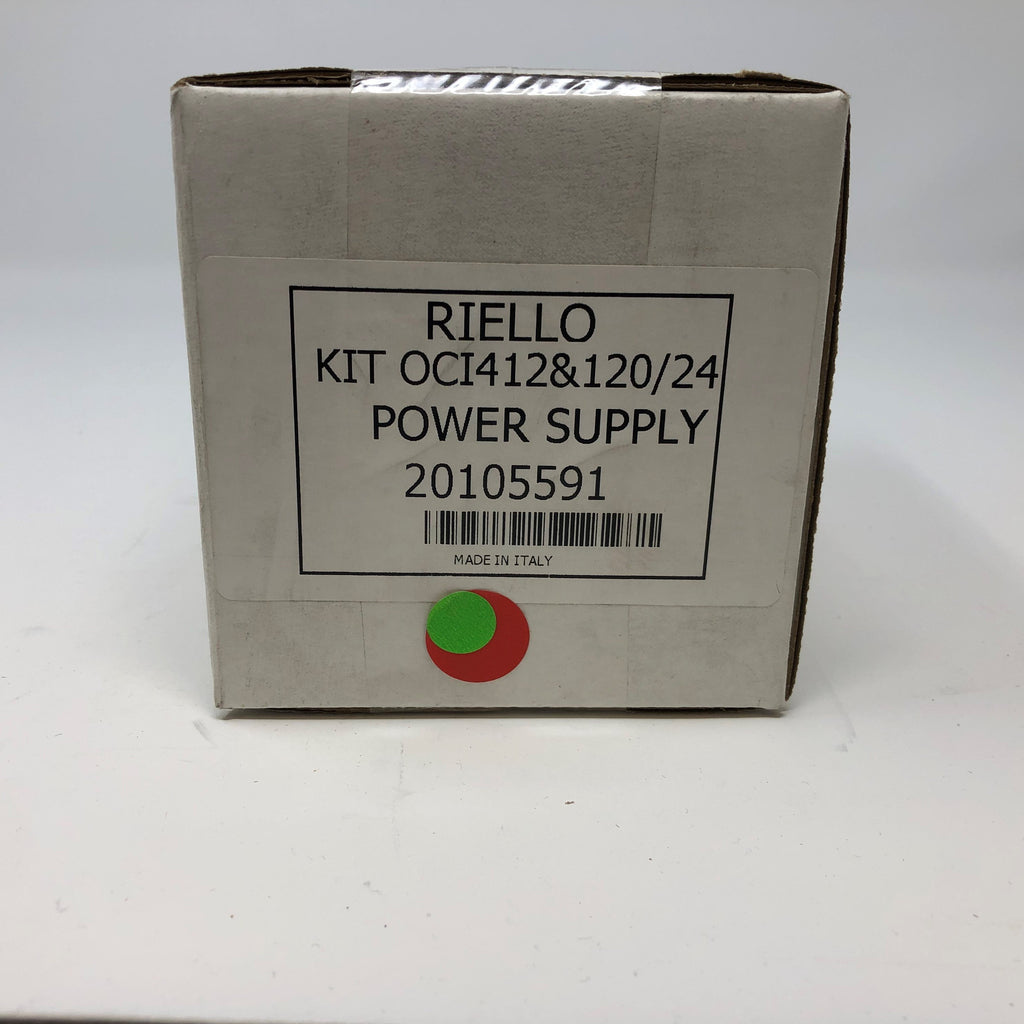 RIELLO
KIT OCI412&120/24
POWER SUPPLY
20105591
MADE IN ITALY